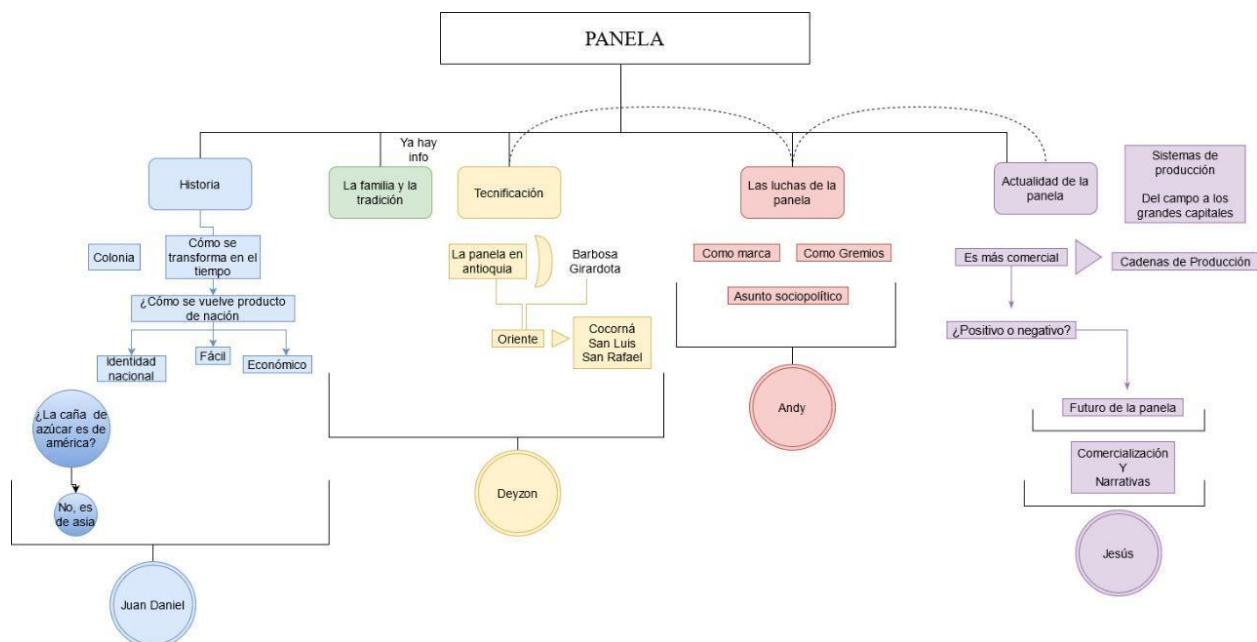 PANELA
Ya hay
info
Historia
La familia y la
tradición
Tecnificación
Las luchas de la
panela
Actualidad de la
panela
Sistemas de
producción
Del campo a los
grandes capitales
Colonia
Cómo se
transforma en el
tiempo
¿Cómo se vuelve producto
de nación
Identidad
nacional
Fácil
Económico
¿La caña de
azúcar es de
américa?
No, es
de asia
Juan Daniel
La panela en
antioquia
Barbosa
Girardota
Oriente
Cocorná
San Luis
San Rafael
Deyzon
Como marca
Como Gremios
Asunto sociopolítico
Andy
Es más comercial
Cadenas de Producción
¿Positivo o negativo?
Futuro de la panela
Comercialización
Y
Narrativas
Jesús